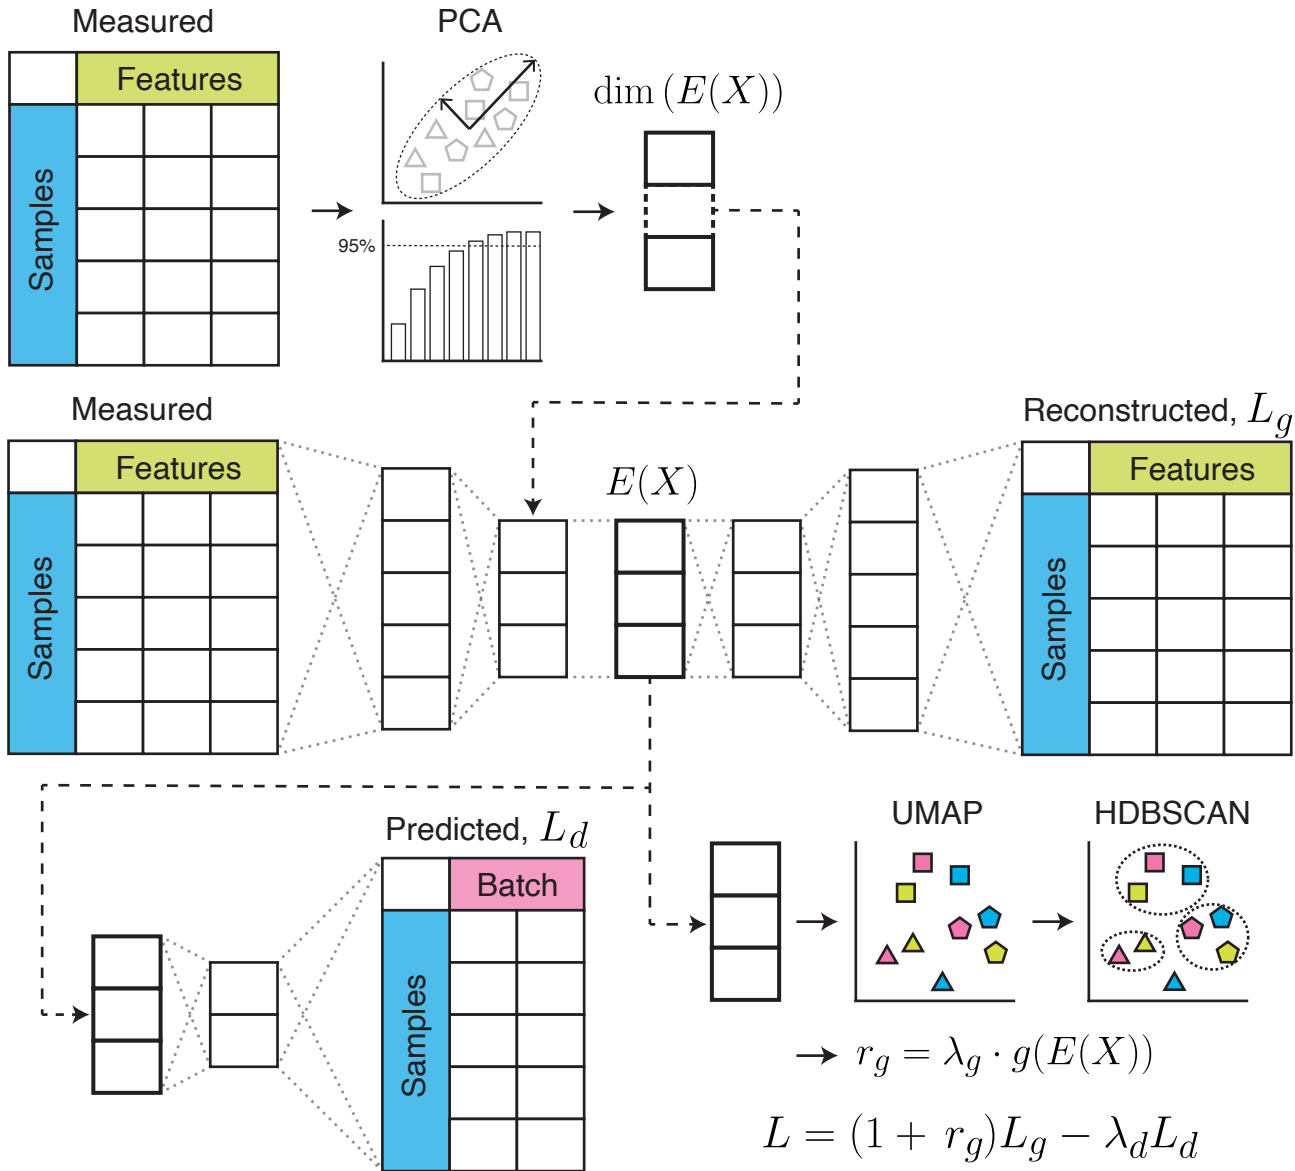 Measured
PCA
Features
Samples
95%
dim (E(X))
Measured
Features
Samples
E(X)
Reconstructed, L_g
Features
Samples
Predicted, L_d
Batch
Samples
UMAP
HDBSCAN
r_g = λ_g · g(E(X))
L = (1 + r_g)L_g − λ_d L_d